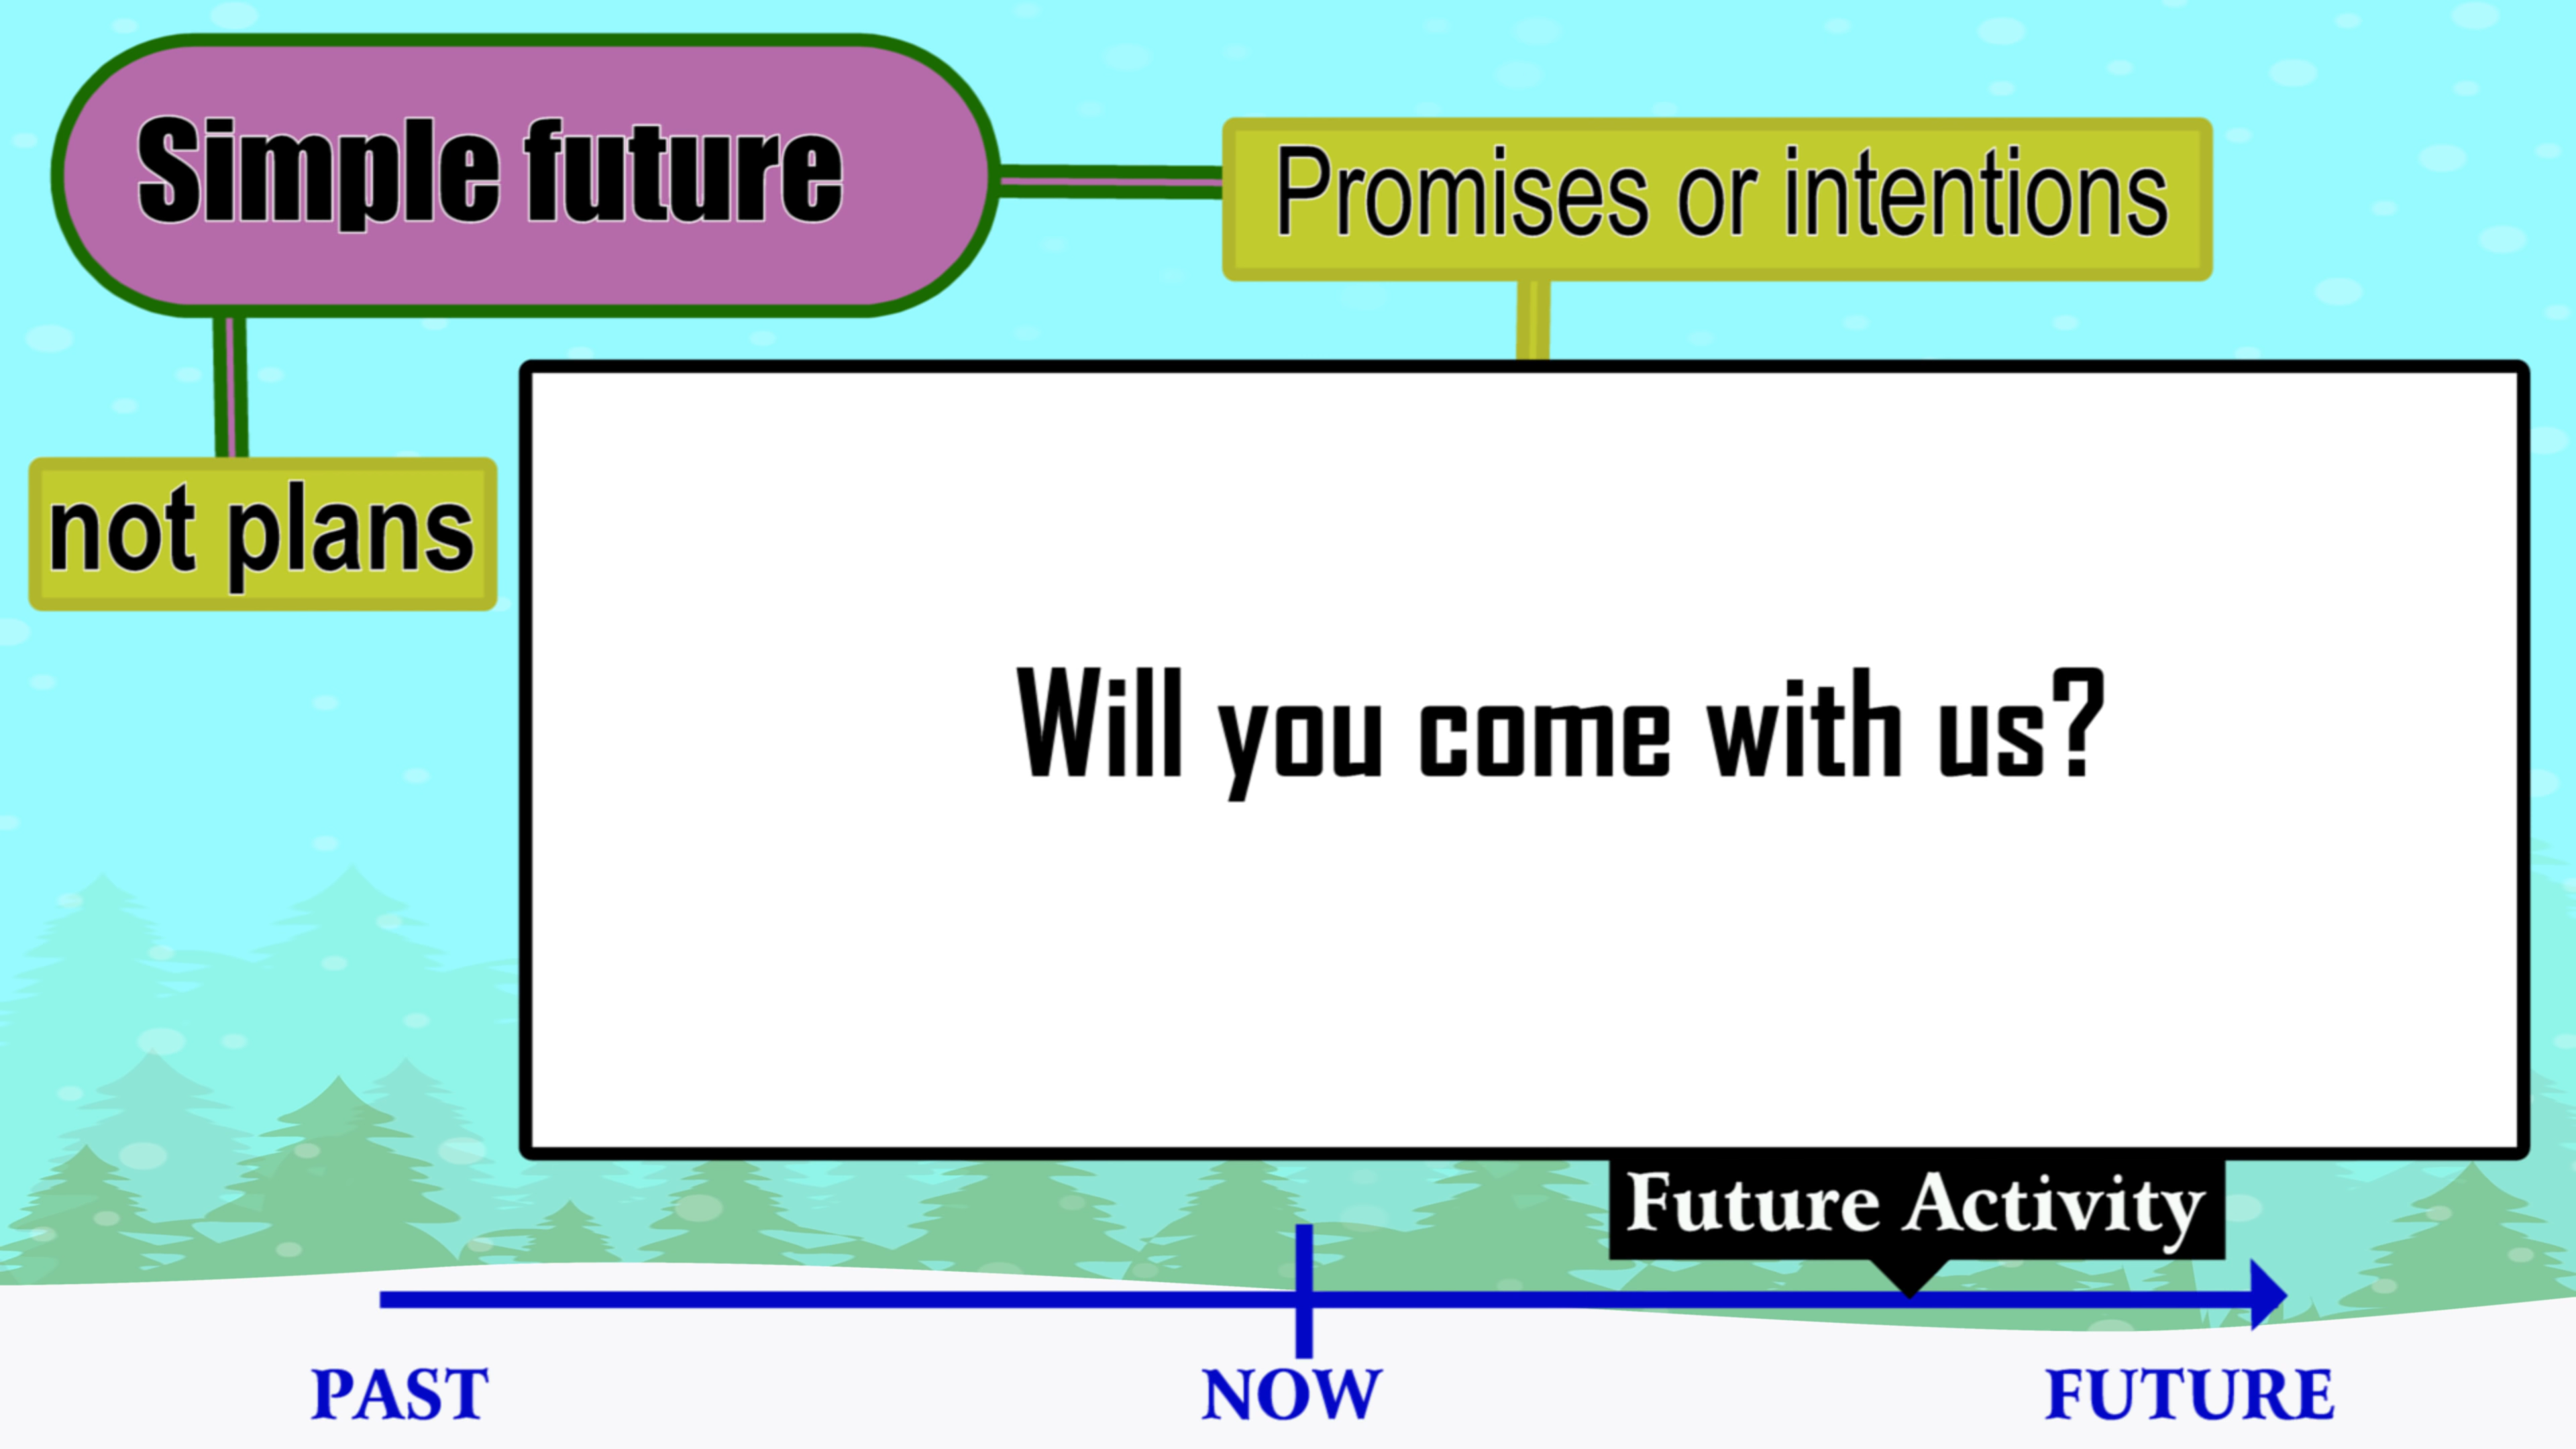 Simple future
Promises or intentions
not plans
Will you come with us?
Future Activity
PAST
NOW
FUTURE